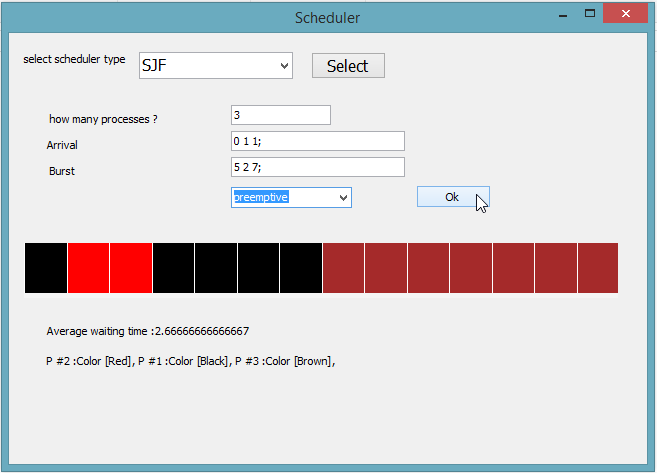 Scheduler
select scheduler type SJF Select
how many processes ? 3
Arrival 0 1 1;
Burst 5 2 7;
preemptive Ok
Average waiting time :2.66666666666667
P #2 :Color [Red], P #1 :Color [Black], P #3 :Color [Brown],